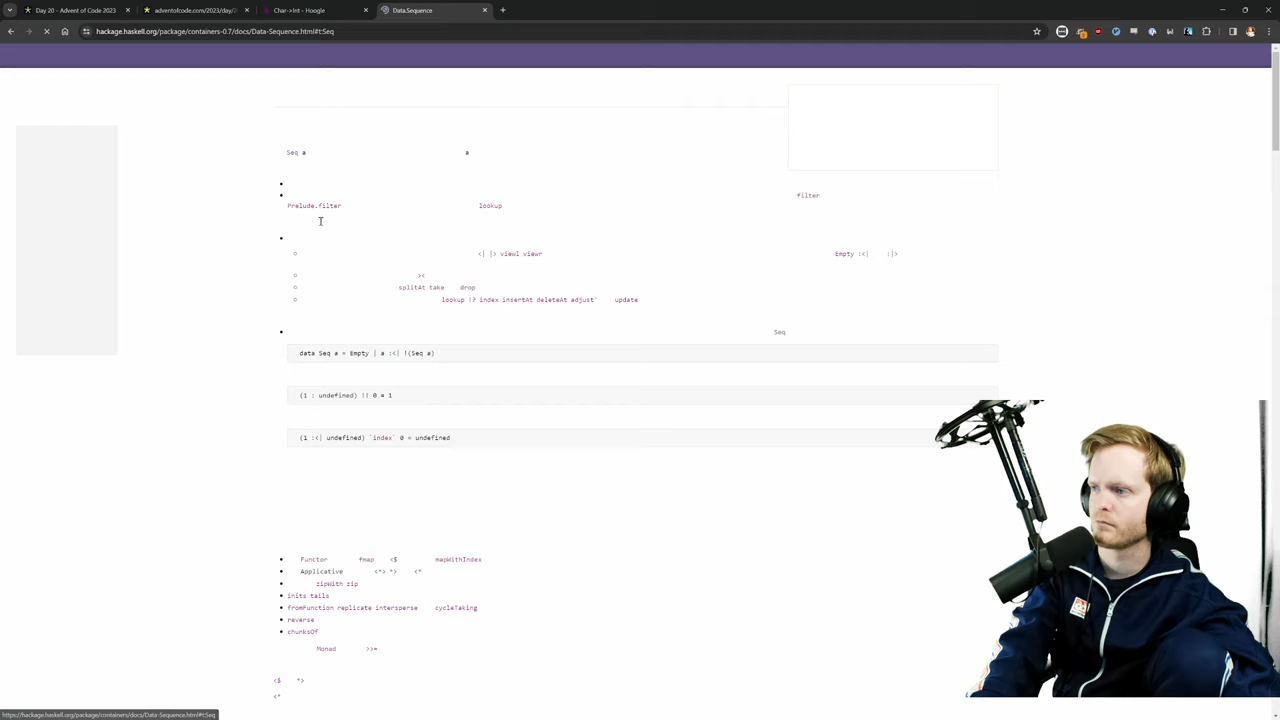 Day 20 - Advent of Code 2023
adventofcode.com/2023/day/
Char->Int - Hoogle
Data.Sequence
hackage.haskell.org/package/containers-0.7/docs/Data-Sequence.html#t:Seq
Seq a a
filter
Prelude.filter lookup
<| |> viewl viewr Empty :<| :|>
><
splitAt take drop
lookup !? index insertAt deleteAt adjust' update
Seq
data Seq a = Empty | a :<| !(Seq a)
(1 : undefined) !! 0 = 1
(1 :<| undefined) `index` 0 = undefined
Functor fmap <$ mapWithIndex
Applicative <*> *> <*
zipWith zip
inits tails
fromFunction replicate intersperse cycleTaking
reverse
chunksOf
Monad >>=
<$ *>
<*
https://hackage.haskell.org/package/containers/docs/Data-Sequence.html#t:Seq